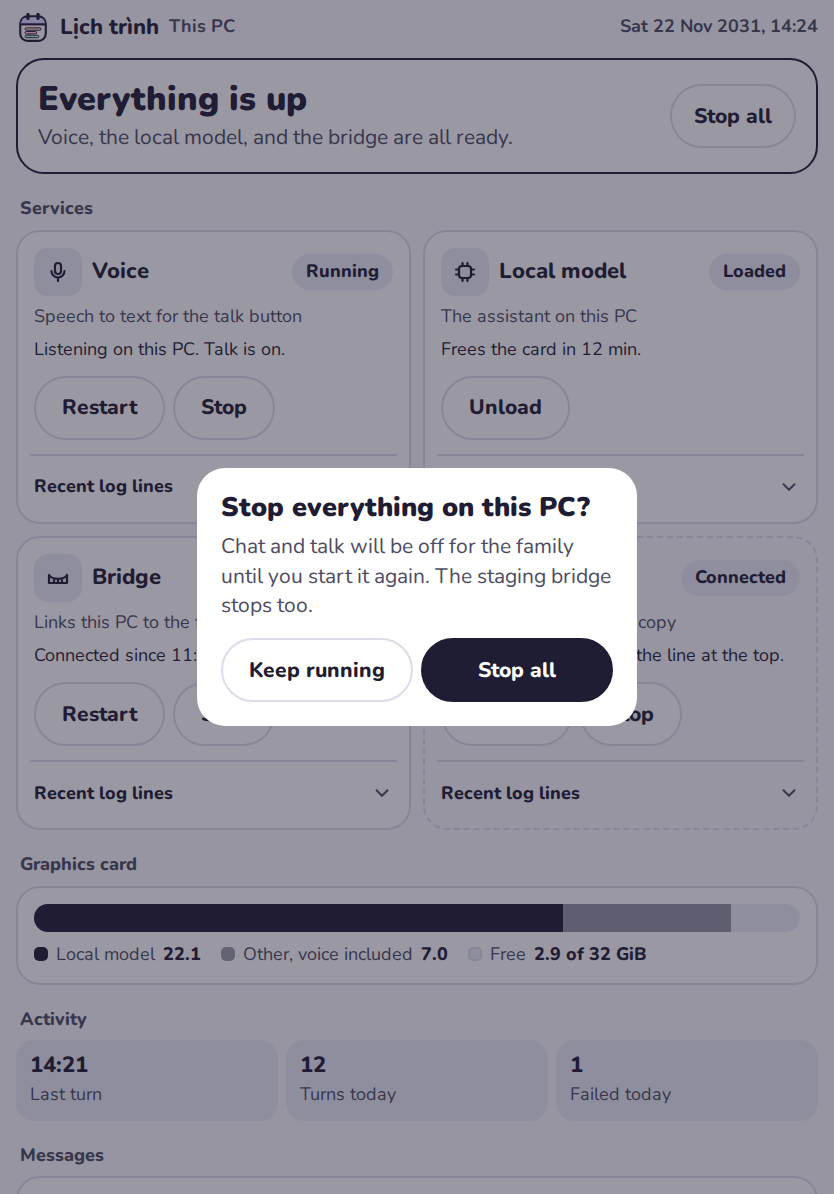 Lịch trình This PC
Sat 22 Nov 2031, 14:24
Everything is up
Voice, the local model, and the bridge are all ready.
Stop all
Services
Voice
Running
Speech to text for the talk button
Listening on this PC. Talk is on.
Restart
Stop
Recent log lines
Local model
Loaded
The assistant on this PC
Frees the card in 12 min.
Unload
Stop everything on this PC?
Chat and talk will be off for the family
until you start it again. The staging bridge
stops too.
Keep running
Stop all
Bridge
Links this PC to the
Connected since 11:
Restart
Recent log lines
Connected
copy
the line at the top.
Recent log lines
Graphics card
Local model 22.1
Other, voice included 7.0
Free 2.9 of 32 GiB
Activity
14:21
Last turn
12
Turns today
1
Failed today
Messages